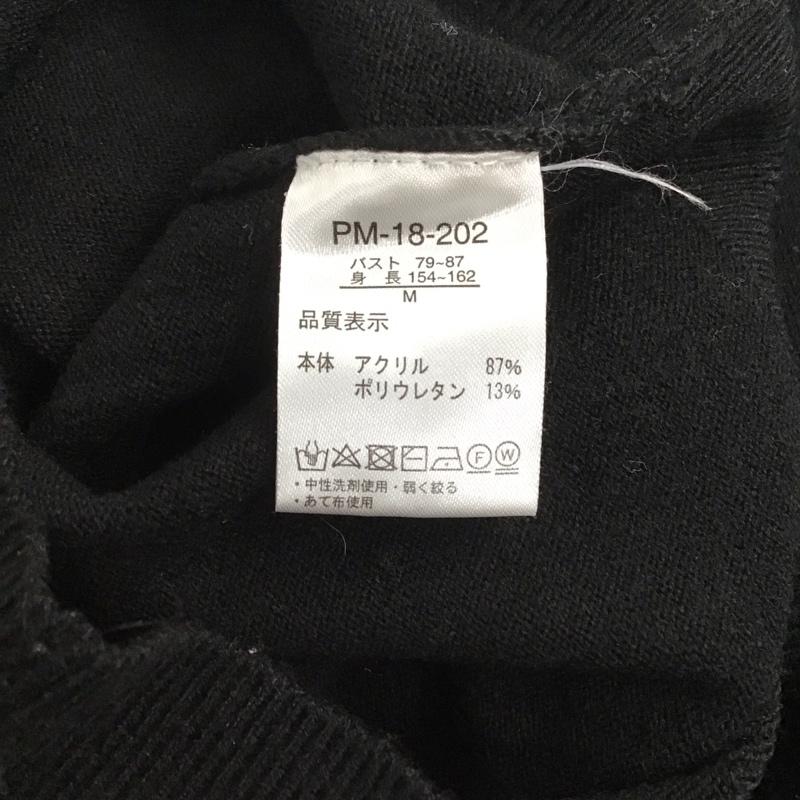 PM-18-202
バスト 79~87
身 長 154~162
M
品質表示
本体 アクリル 87%
ポリウレタン 13%
F W
・中性洗剤使用・弱く絞る
・あて布使用